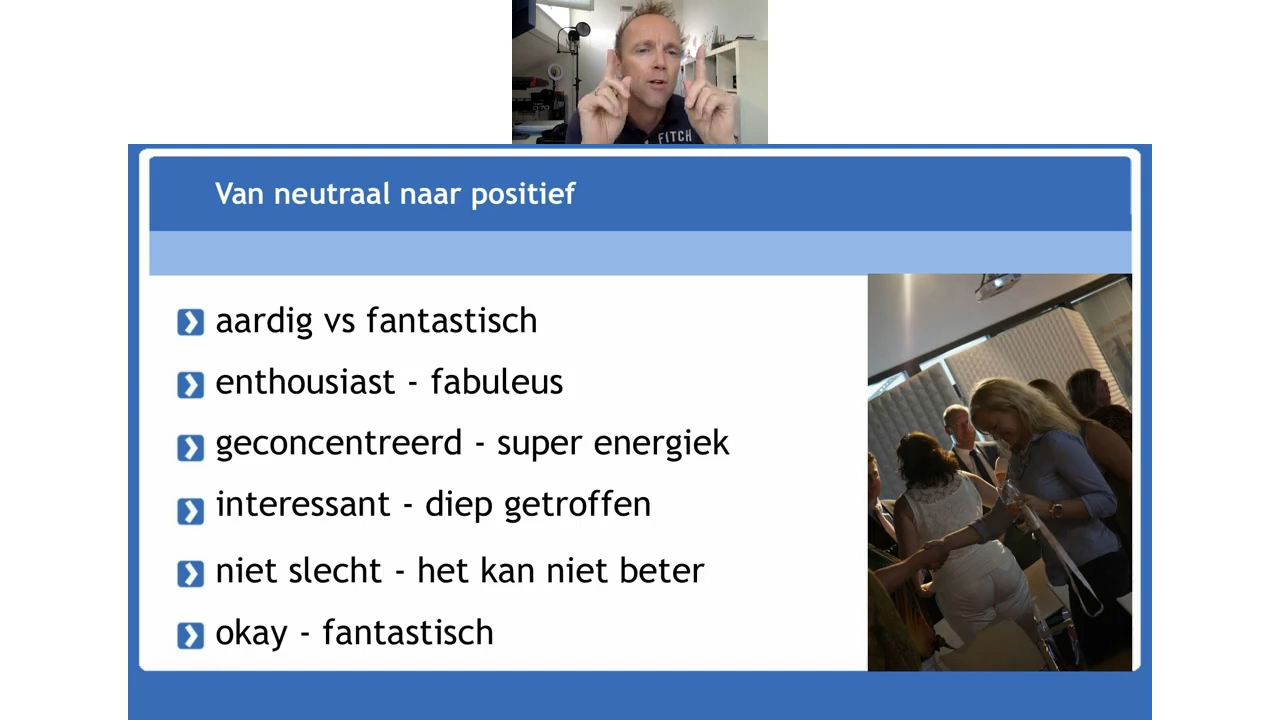 FITCH
Van neutraal naar positief
aardig vs fantastisch
enthousiast - fabuleus
geconcentreerd - super energiek
interessant - diep getroffen
niet slecht - het kan niet beter
okay - fantastisch